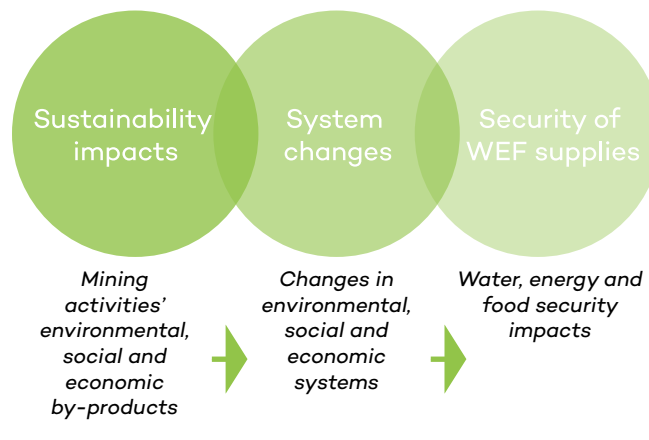 Sustainability
impacts
System
changes
Security of
WEF supplies
Mining
activities’
environmental,
social and
economic
by-products
Changes in
environmental,
social and
economic
systems
Water, energy and
food security
impacts